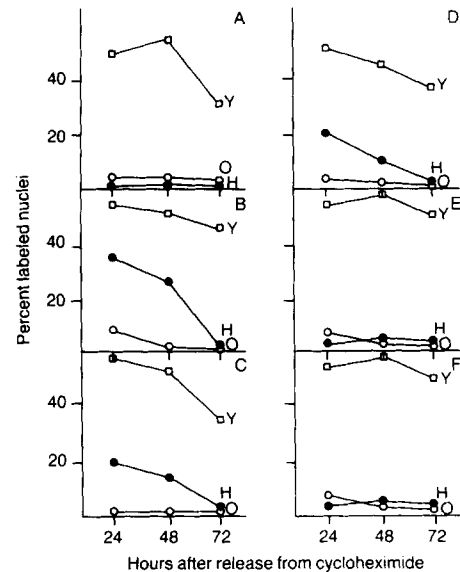 A
D
40
20
Y
O
H
Y
H
O
B
E
40
20
Y
H
O
Y
H
O
C
F
40
20
Y
H
O
Y
H
O
24 48 72
24 48 72
Percent labeled nuclei
Hours after release from cycloheximide